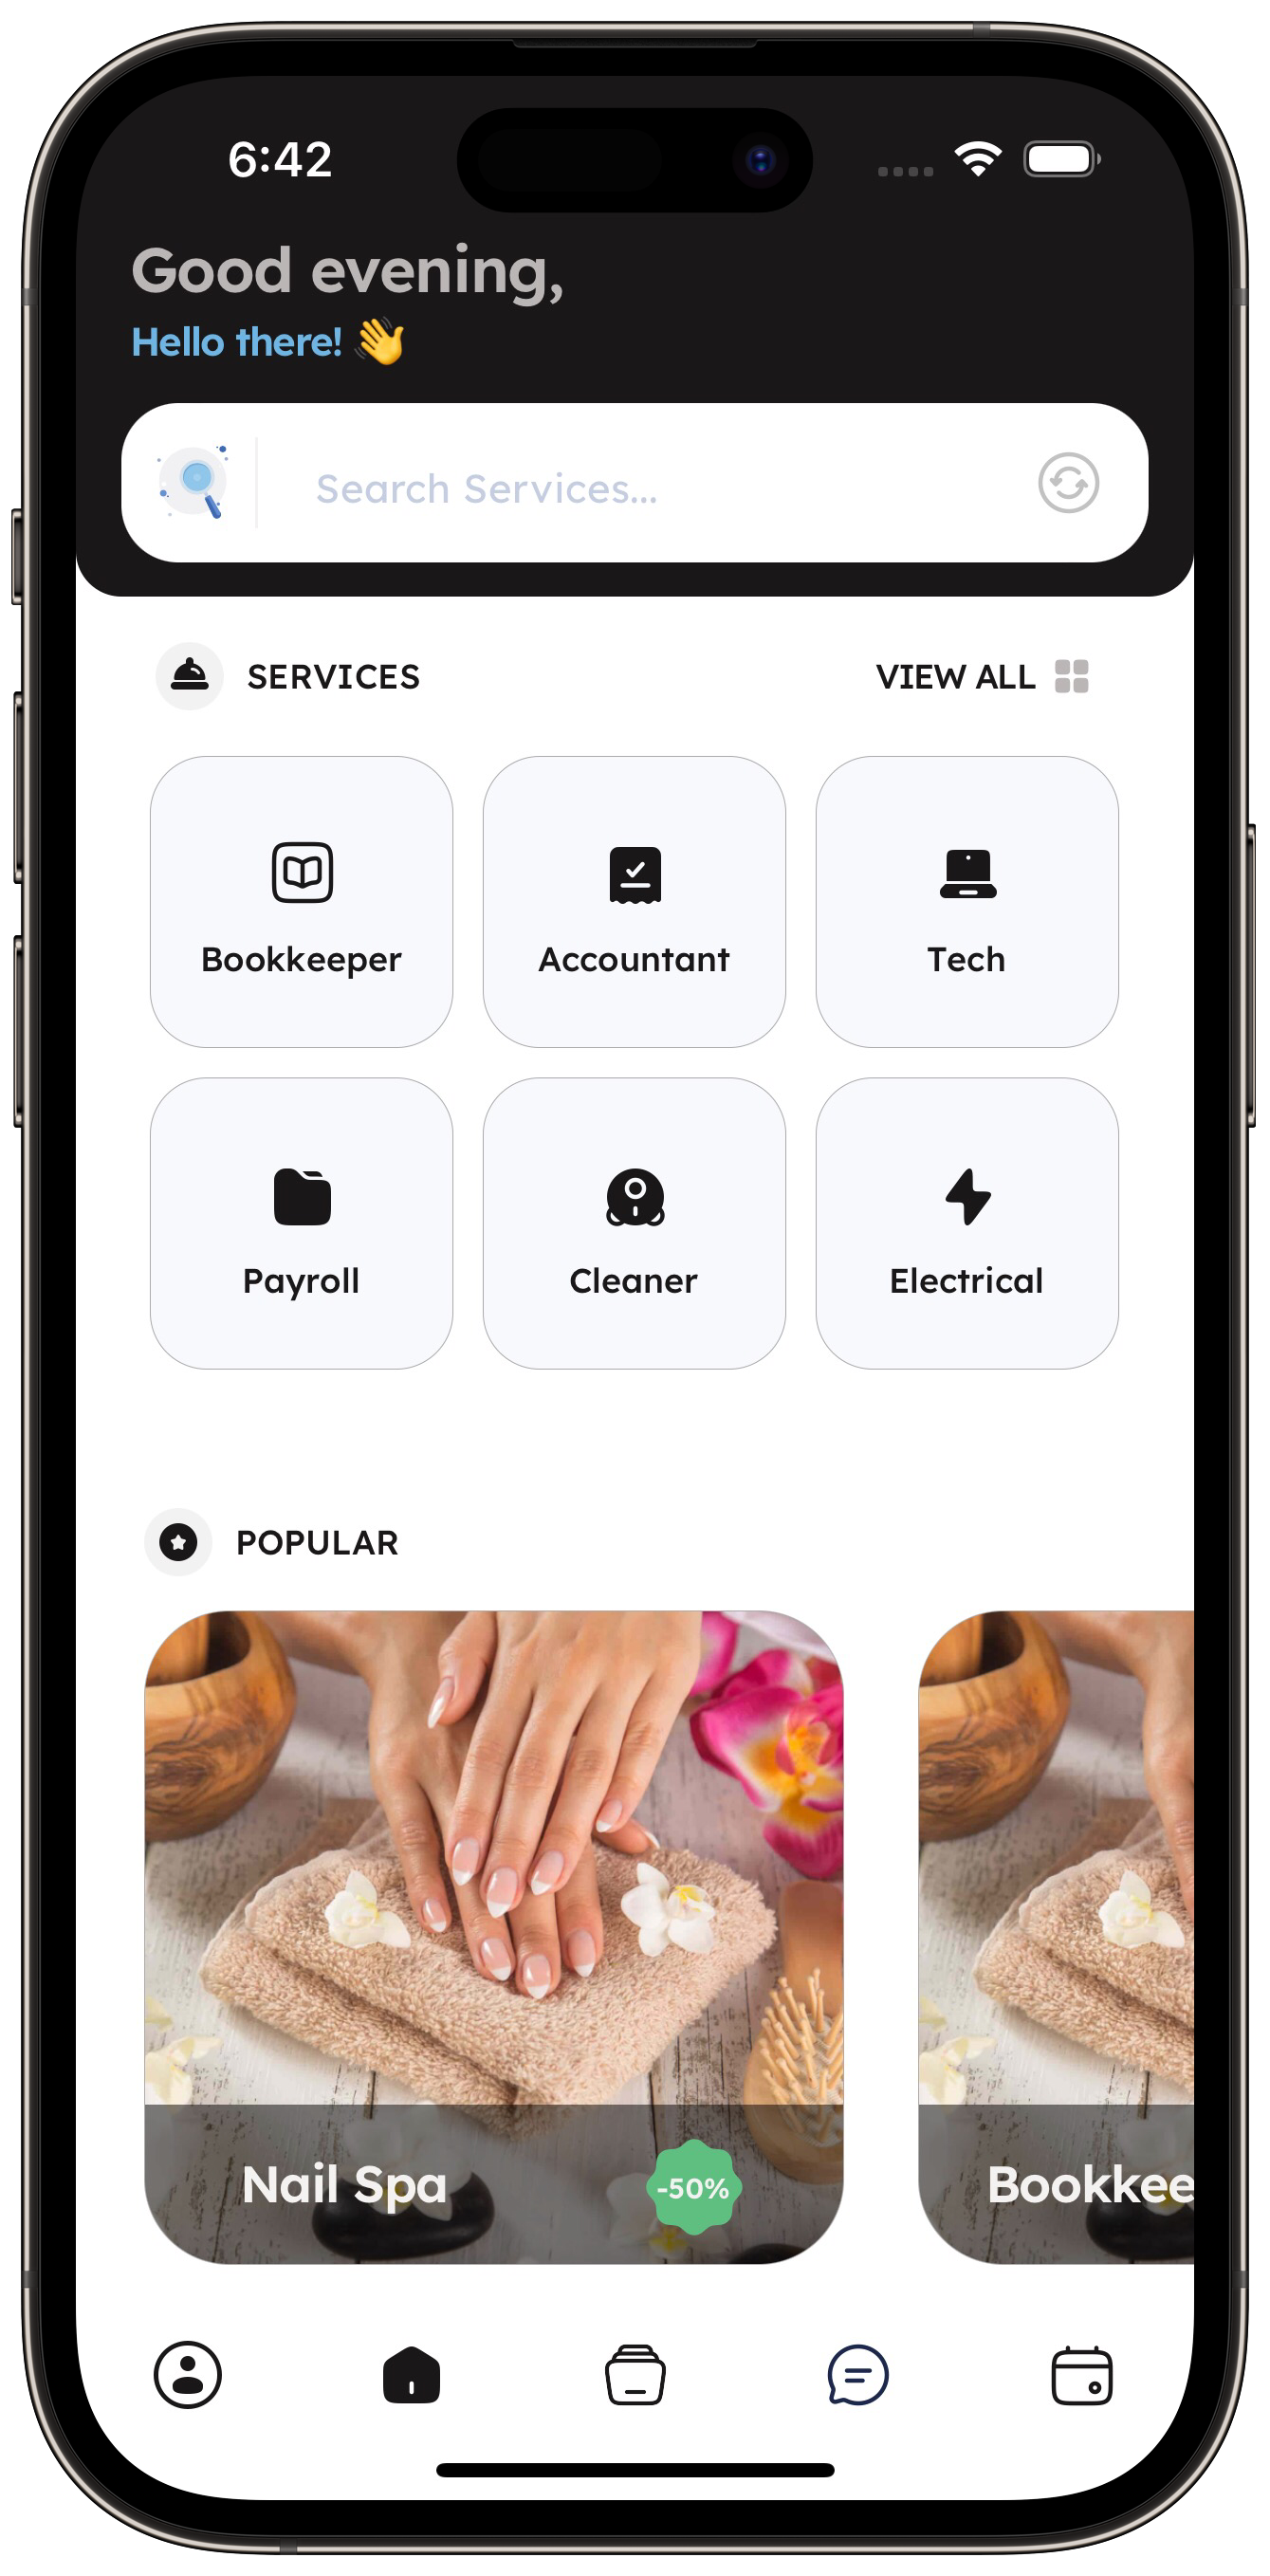 6:42
Good evening,
Hello there! 👋
Search Services...
SERVICES
VIEW ALL
Bookkeeper
Accountant
Tech
Payroll
Cleaner
Electrical
POPULAR
Nail Spa
-50%
Bookkee